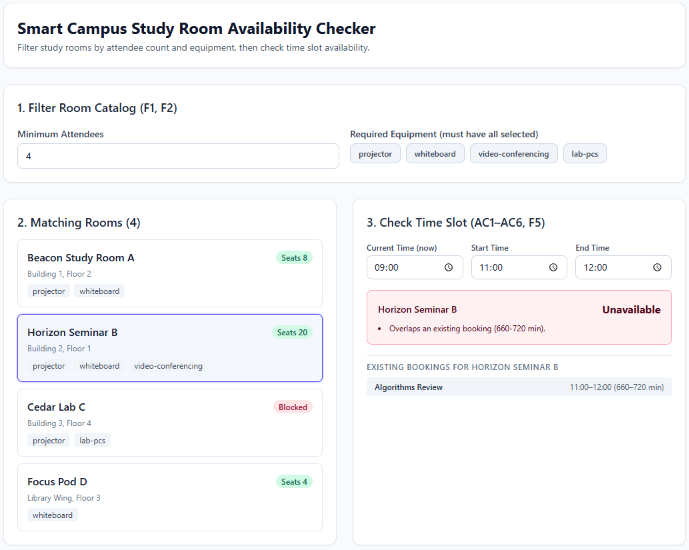 Smart Campus Study Room Availability Checker
Filter study rooms by attendee count and equipment, then check time slot availability.
1. Filter Room Catalog (F1, F2)
Minimum Attendees
4
Required Equipment (must have all selected)
projector whiteboard video-conferencing lab-pcs
2. Matching Rooms (4)
Beacon Study Room A Seats 8
Building 1, Floor 2
projector whiteboard
Horizon Seminar B Seats 20
Building 2, Floor 1
projector whiteboard video-conferencing
Cedar Lab C Blocked
Building 3, Floor 4
projector lab-pcs
Focus Pod D Seats 4
Library Wing, Floor 3
whiteboard
3. Check Time Slot (AC1–AC6, F5)
Current Time (now) Start Time End Time
09:00 11:00 12:00
Horizon Seminar B Unavailable
• Overlaps an existing booking (660-720 min).
EXISTING BOOKINGS FOR HORIZON SEMINAR B
Algorithms Review 11:00–12:00 (660–720 min)